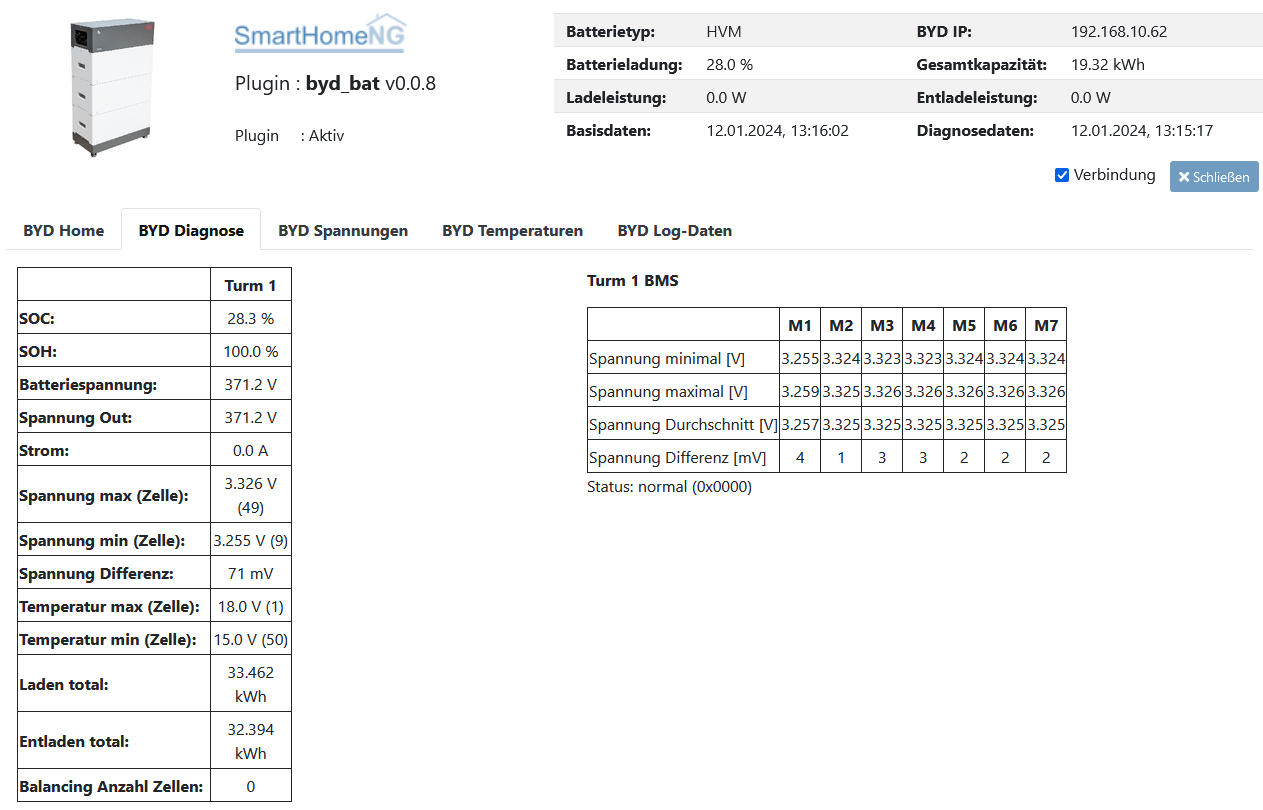 SmartHomeNG
Plugin : byd_bat v0.0.8
Plugin : Aktiv
Batterietyp: HVM BYD IP: 192.168.10.62
Batterieladung: 28.0 % Gesamtkapazität: 19.32 kWh
Ladeleistung: 0.0 W Entladeleistung: 0.0 W
Basisdaten: 12.01.2024, 13:16:02 Diagnosedaten: 12.01.2024, 13:15:17
Verbindung Schließen
BYD Home BYD Diagnose BYD Spannungen BYD Temperaturen BYD Log-Daten
Turm 1
SOC: 28.3 %
SOH: 100.0 %
Batteriespannung: 371.2 V
Spannung Out: 371.2 V
Strom: 0.0 A
Spannung max (Zelle): 3.326 V
(49)
Spannung min (Zelle): 3.255 V (9)
Spannung Differenz: 71 mV
Temperatur max (Zelle): 18.0 V (1)
Temperatur min (Zelle): 15.0 V (50)
Laden total: 33.462
kWh
Entladen total: 32.394
kWh
Balancing Anzahl Zellen: 0
Turm 1 BMS
M1 M2 M3 M4 M5 M6 M7
Spannung minimal [V] 3.255 3.324 3.323 3.323 3.324 3.324 3.324
Spannung maximal [V] 3.259 3.325 3.326 3.326 3.326 3.326 3.326
Spannung Durchschnitt [V] 3.257 3.325 3.325 3.325 3.325 3.325 3.325
Spannung Differenz [mV] 4 1 3 3 2 2 2
Status: normal (0x0000)